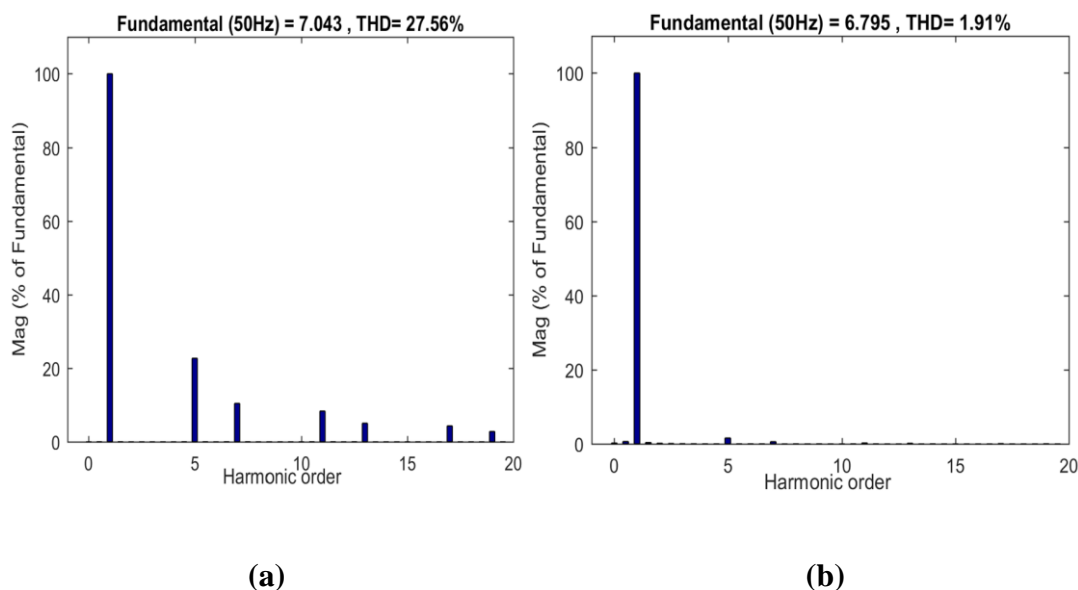 Fundamental (50Hz) = 7.043 , THD= 27.56%
Mag (% of Fundamental)
100
80
60
40
20
0
0 5 10 15 20
Harmonic order
(a)
Fundamental (50Hz) = 6.795 , THD= 1.91%
Mag (% of Fundamental)
100
80
60
40
20
0
0 5 10 15 20
Harmonic order
(b)